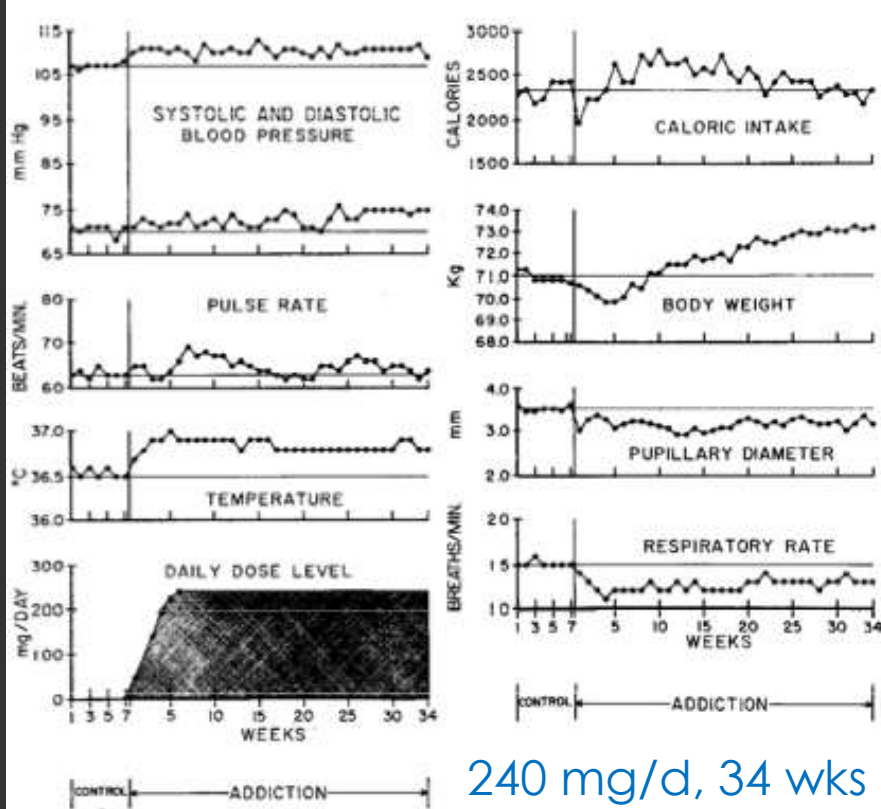 115
105
95
85
75
65
mm Hg
SYSTOLIC AND DIASTOLIC
BLOOD PRESSURE
80
70
60
BEATS/MIN.
PULSE RATE
37.0
36.5
36.0
°C
TEMPERATURE
300
200
100
0
mg/DAY
DAILY DOSE LEVEL
1 3 5 7 5 10 15 20 25 30 34
WEEKS
CONTROL ADDICTION
3000
2500
2000
1500
CALORIES
CALORIC INTAKE
74.0
73.0
72.0
71.0
70.0
69.0
68.0
Kg
BODY WEIGHT
4.0
3.0
2.0
mm
PUPILLARY DIAMETER
20
15
10
BREATHS/MIN.
RESPIRATORY RATE
1 3 5 7 5 10 15 20 25 30 34
WEEKS
CONTROL ADDICTION
240 mg/d, 34 wks